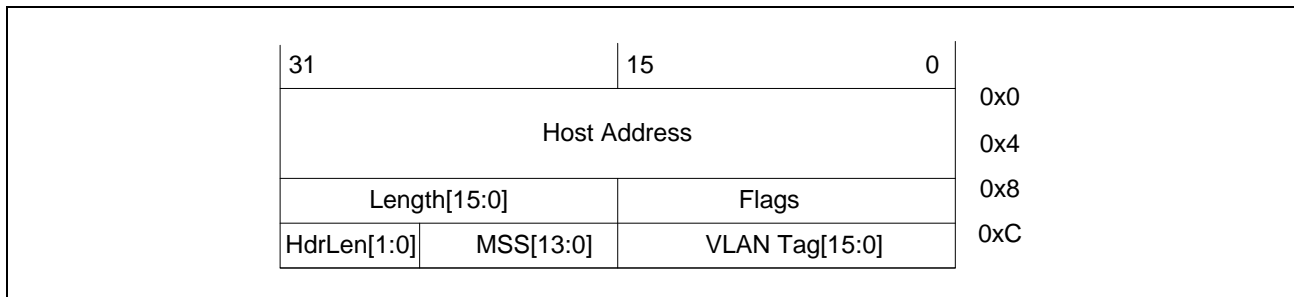 31 15 0
0x0
Host Address
0x4
Length[15:0] Flags 0x8
HdrLen[1:0] MSS[13:0] VLAN Tag[15:0] 0xC